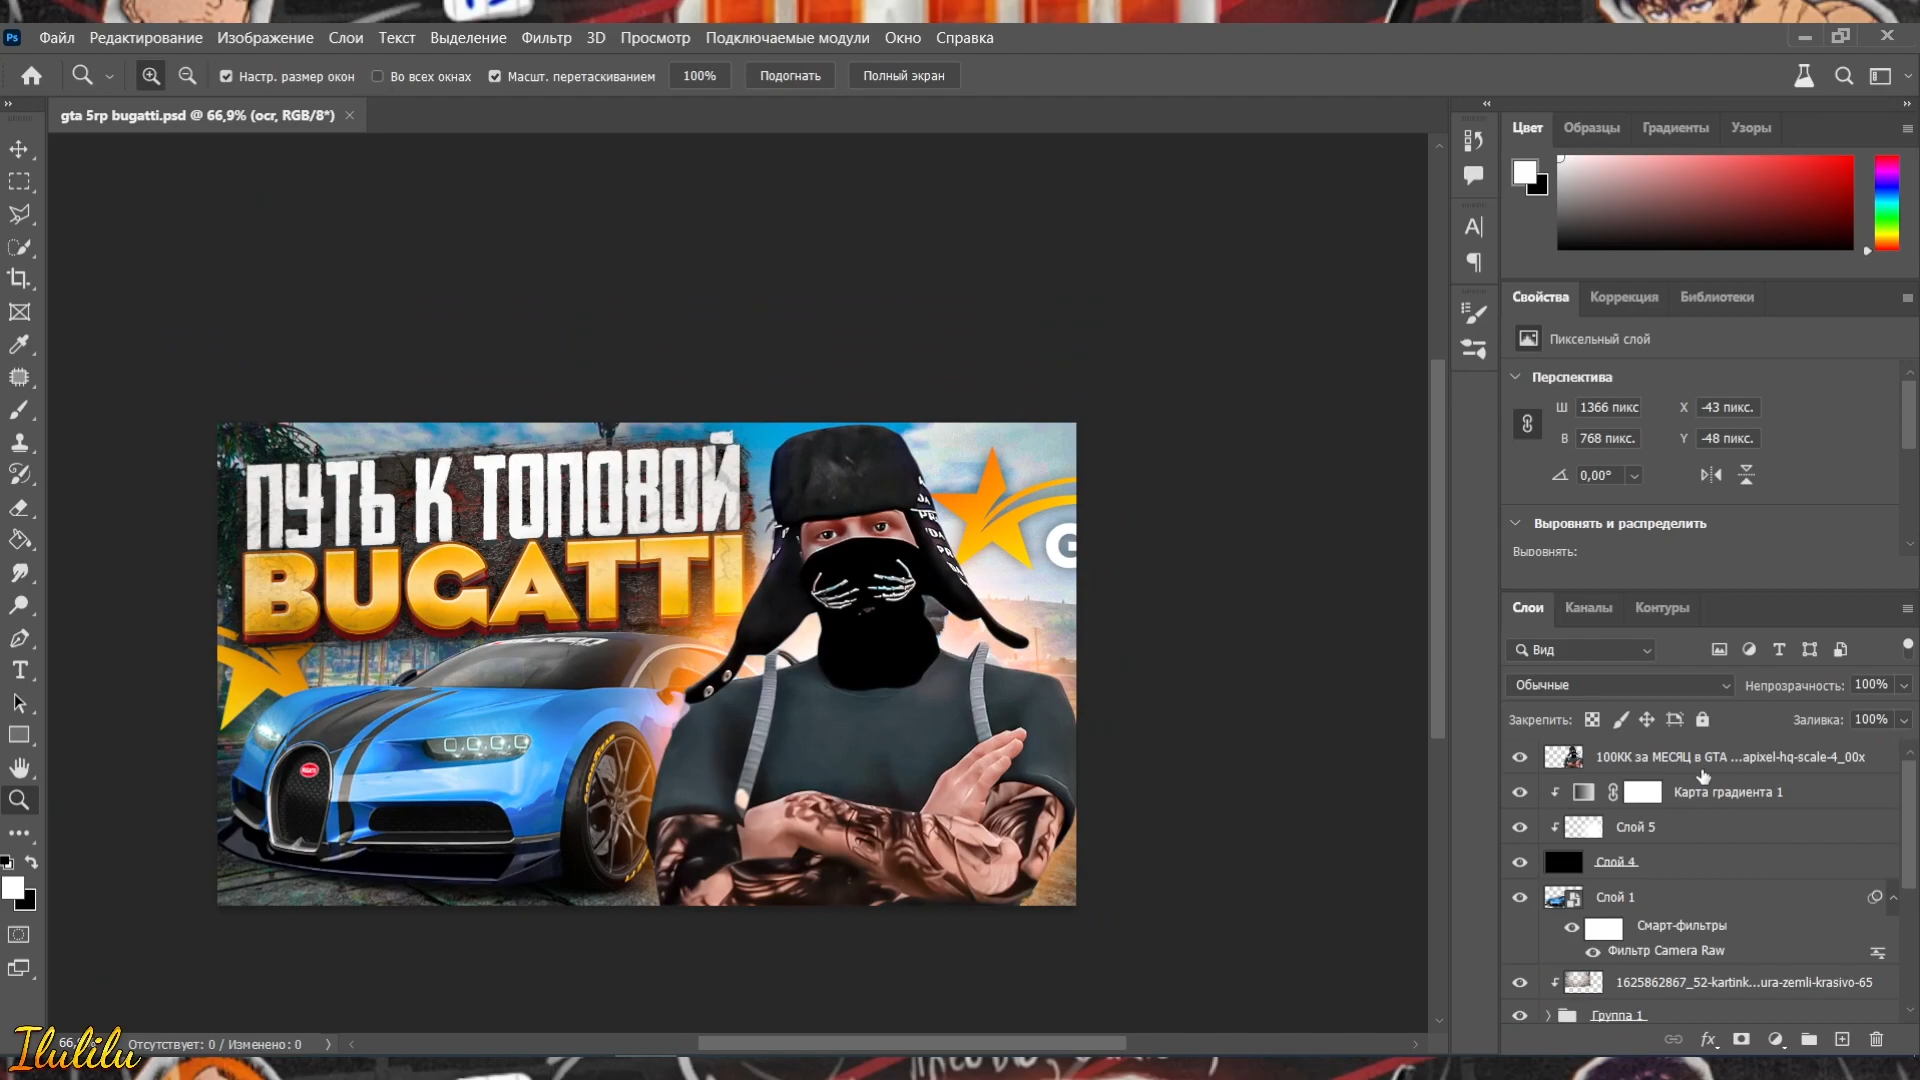 Ps Файл Редактирование Изображение Слои Текст Выделение Фильтр 3D Просмотр Подключаемые модули Окно Справка
Настр. размер окон Во всех окнах Масшт. перетаскиванием 100% Подогнать Полный экран
gta 5rp bugatti.psd @ 66,9% (ocr, RGB/8*)
Цвет Образцы Градиенты Узоры
Свойства Коррекция Библиотеки
Пиксельный слой
Перспектива
Ш 1366 пикс X -43 пикс.
В 768 пикс. Y -48 пикс.
0,00°
Выровнять и распределить
Выровнять:
ПУТЬ К ТОПОВОЙ
BUGATTI
G
Слои Каналы Контуры
Вид
Обычные Непрозрачность: 100%
Закрепить: Заливка: 100%
100КК за МЕСЯЦ в GTA ...apixel-hq-scale-4_00x
Карта градиента 1
Слой 5
Слой 4
Слой 1
Смарт-фильтры
Фильтр Camera Raw
1625862867_52-kartink...ura-zemli-krasivo-65
Группа 1
Отсутствует: 0 / Изменено: 0
Ilulilu